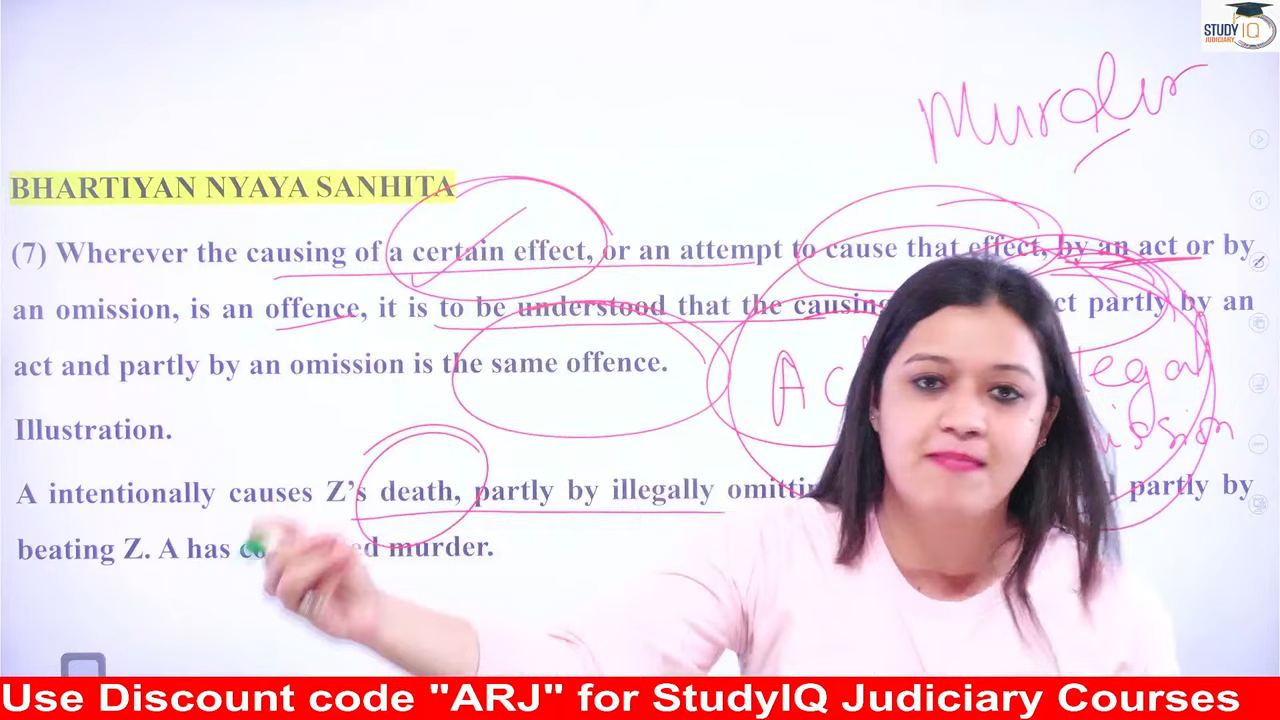 STUDY IQ
JUDICIARY
Murder
BHARTIYAN NYAYA SANHITA
(7) Wherever the causing of a certain effect, or an attempt to cause that effect, by an act or by
an omission, is an offence, it is to be understood that the causing partly by an
act and partly by an omission is the same offence.
Illustration.
A intentionally causes Z's death, partly by illegally partly by
beating Z. A has murder.
Use Discount code "ARJ" for StudyIQ Judiciary Courses